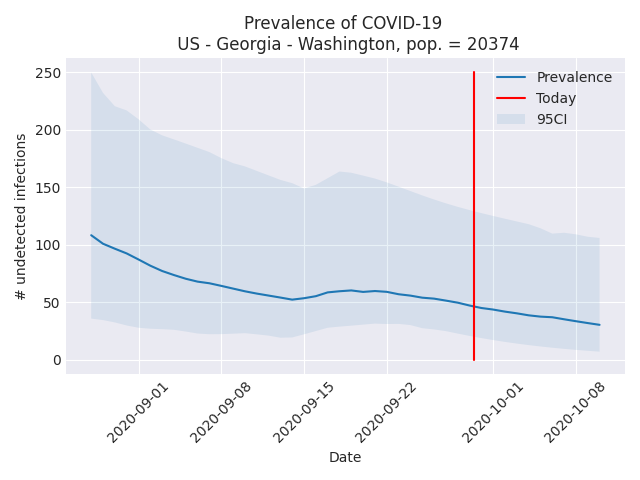 Prevalence of COVID-19
US - Georgia - Washington, pop. = 20374
250
200
150
100
50
0
# undetected infections
Prevalence
Today
95CI
2020-09-01
2020-09-08
2020-09-15
2020-09-22
2020-10-01
2020-10-08
Date